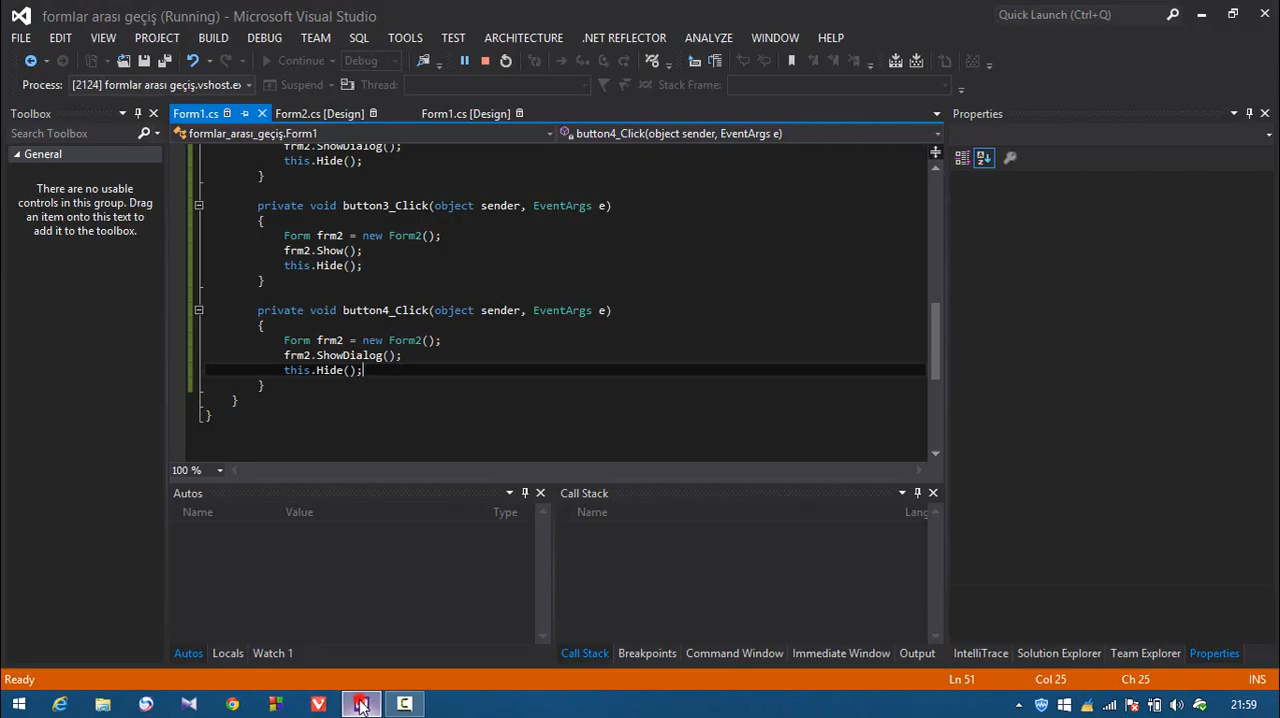 formlar arası geçiş (Running) - Microsoft Visual Studio
Quick Launch (Ctrl+Q)
FILE EDIT VIEW PROJECT BUILD DEBUG TEAM SQL TOOLS TEST ARCHITECTURE .NET REFLECTOR ANALYZE WINDOW HELP
Continue Debug
Process: [2124] formlar arası geçiş.vshost.ex Suspend Thread: Stack Frame:
Toolbox
Form1.cs Form2.cs [Design] Form1.cs [Design]
Properties
Search Toolbox
formlar_arası_geçiş.Form1
button4_Click(object sender, EventArgs e)
General
There are no usable
controls in this group. Drag
an item onto this text to
add it to the toolbox.
frm2.ShowDialog();
this.Hide();
}
private void button3_Click(object sender, EventArgs e)
{
Form frm2 = new Form2();
frm2.Show();
this.Hide();
}
private void button4_Click(object sender, EventArgs e)
{
Form frm2 = new Form2();
frm2.ShowDialog();
this.Hide();
}
}
}
100 %
Autos
Name Value Type
Call Stack
Name Lang
Autos Locals Watch 1
Call Stack Breakpoints Command Window Immediate Window Output
IntelliTrace Solution Explorer Team Explorer Properties
Ready
Ln 51 Col 25 Ch 25 INS
21:59